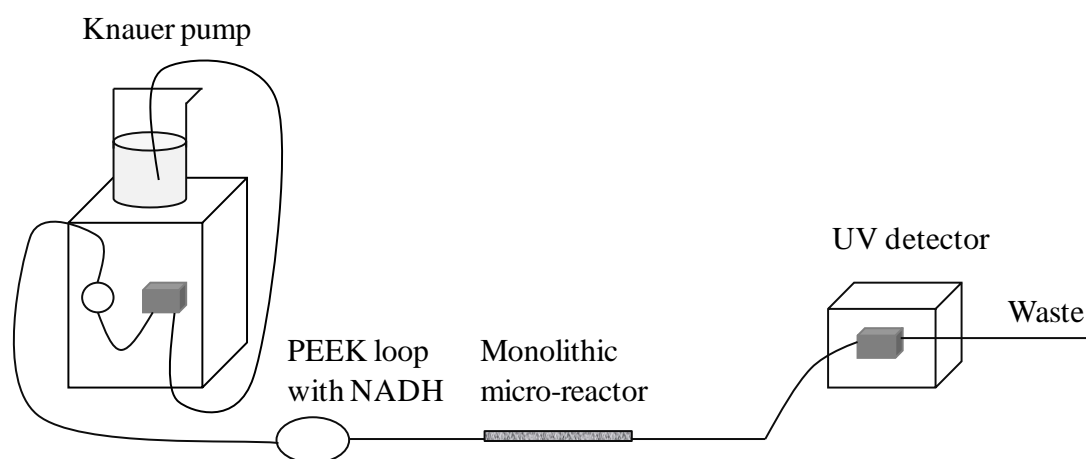 Knauer pump
UV detector
Waste
PEEK loop
with NADH
Monolithic
micro-reactor